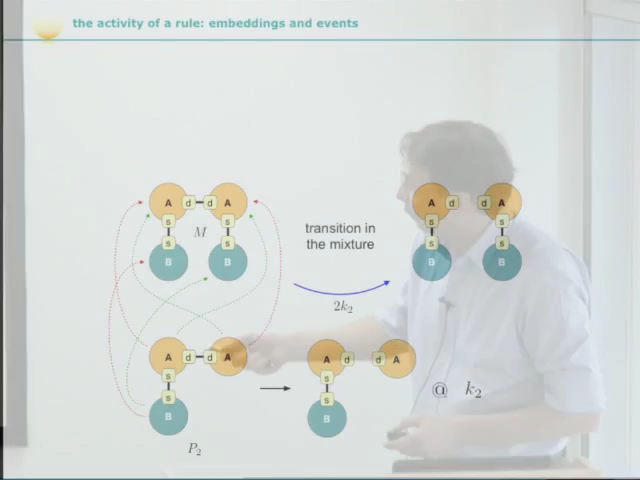 the activity of a rule: embeddings and events
A d d A
s s
M
s s
B B
transition in
the mixture
2k₂
A d d A
s s
s s
B B
A d d A
s
s
B
P₂
A d d A
s
s
B
@ k₂